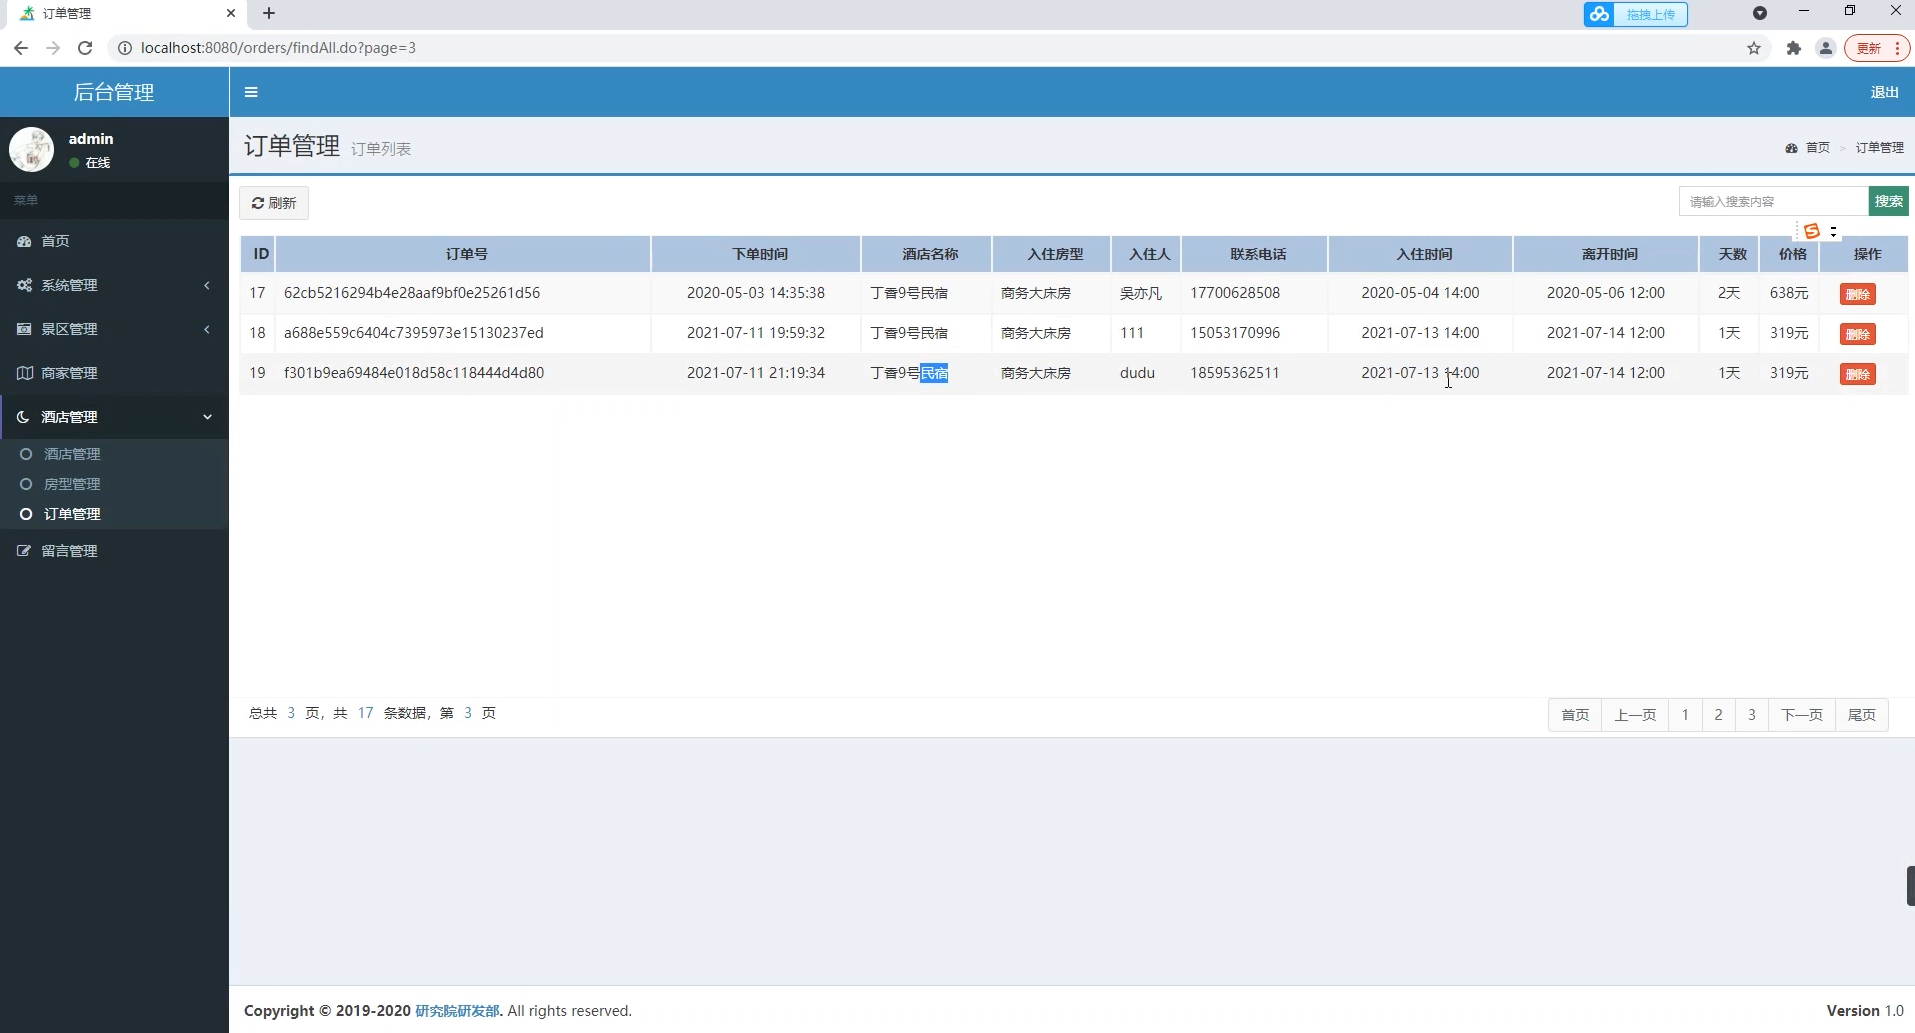 订单管理
拖拽上传
localhost:8080/orders/findAll.do?page=3
更新
后台管理
退出
admin
在线
订单管理 订单列表
首页 > 订单管理
菜单
首页
系统管理
景区管理
商家管理
酒店管理
酒店管理
房型管理
订单管理
留言管理
刷新
请输入搜索内容 搜索
ID 订单号 下单时间 酒店名称 入住房型 入住人 联系电话 入住时间 离开时间 天数 价格 操作
17 62cb5216294b4e28aaf9bf0e25261d56 2020-05-03 14:35:38 丁香9号民宿 商务大床房 吴亦凡 17700628508 2020-05-04 14:00 2020-05-06 12:00 2天 638元 删除
18 a688e559c6404c7395973e15130237ed 2021-07-11 19:59:32 丁香9号民宿 商务大床房 111 15053170996 2021-07-13 14:00 2021-07-14 12:00 1天 319元 删除
19 f301b9ea69484e018d58c118444d4d80 2021-07-11 21:19:34 丁香9号民宿 商务大床房 dudu 18595362511 2021-07-13 14:00 2021-07-14 12:00 1天 319元 删除
总共 3 页，共 17 条数据，第 3 页
首页 上一页 1 2 3 下一页 尾页
Copyright © 2019-2020 研究院研发部. All rights reserved.
Version 1.0